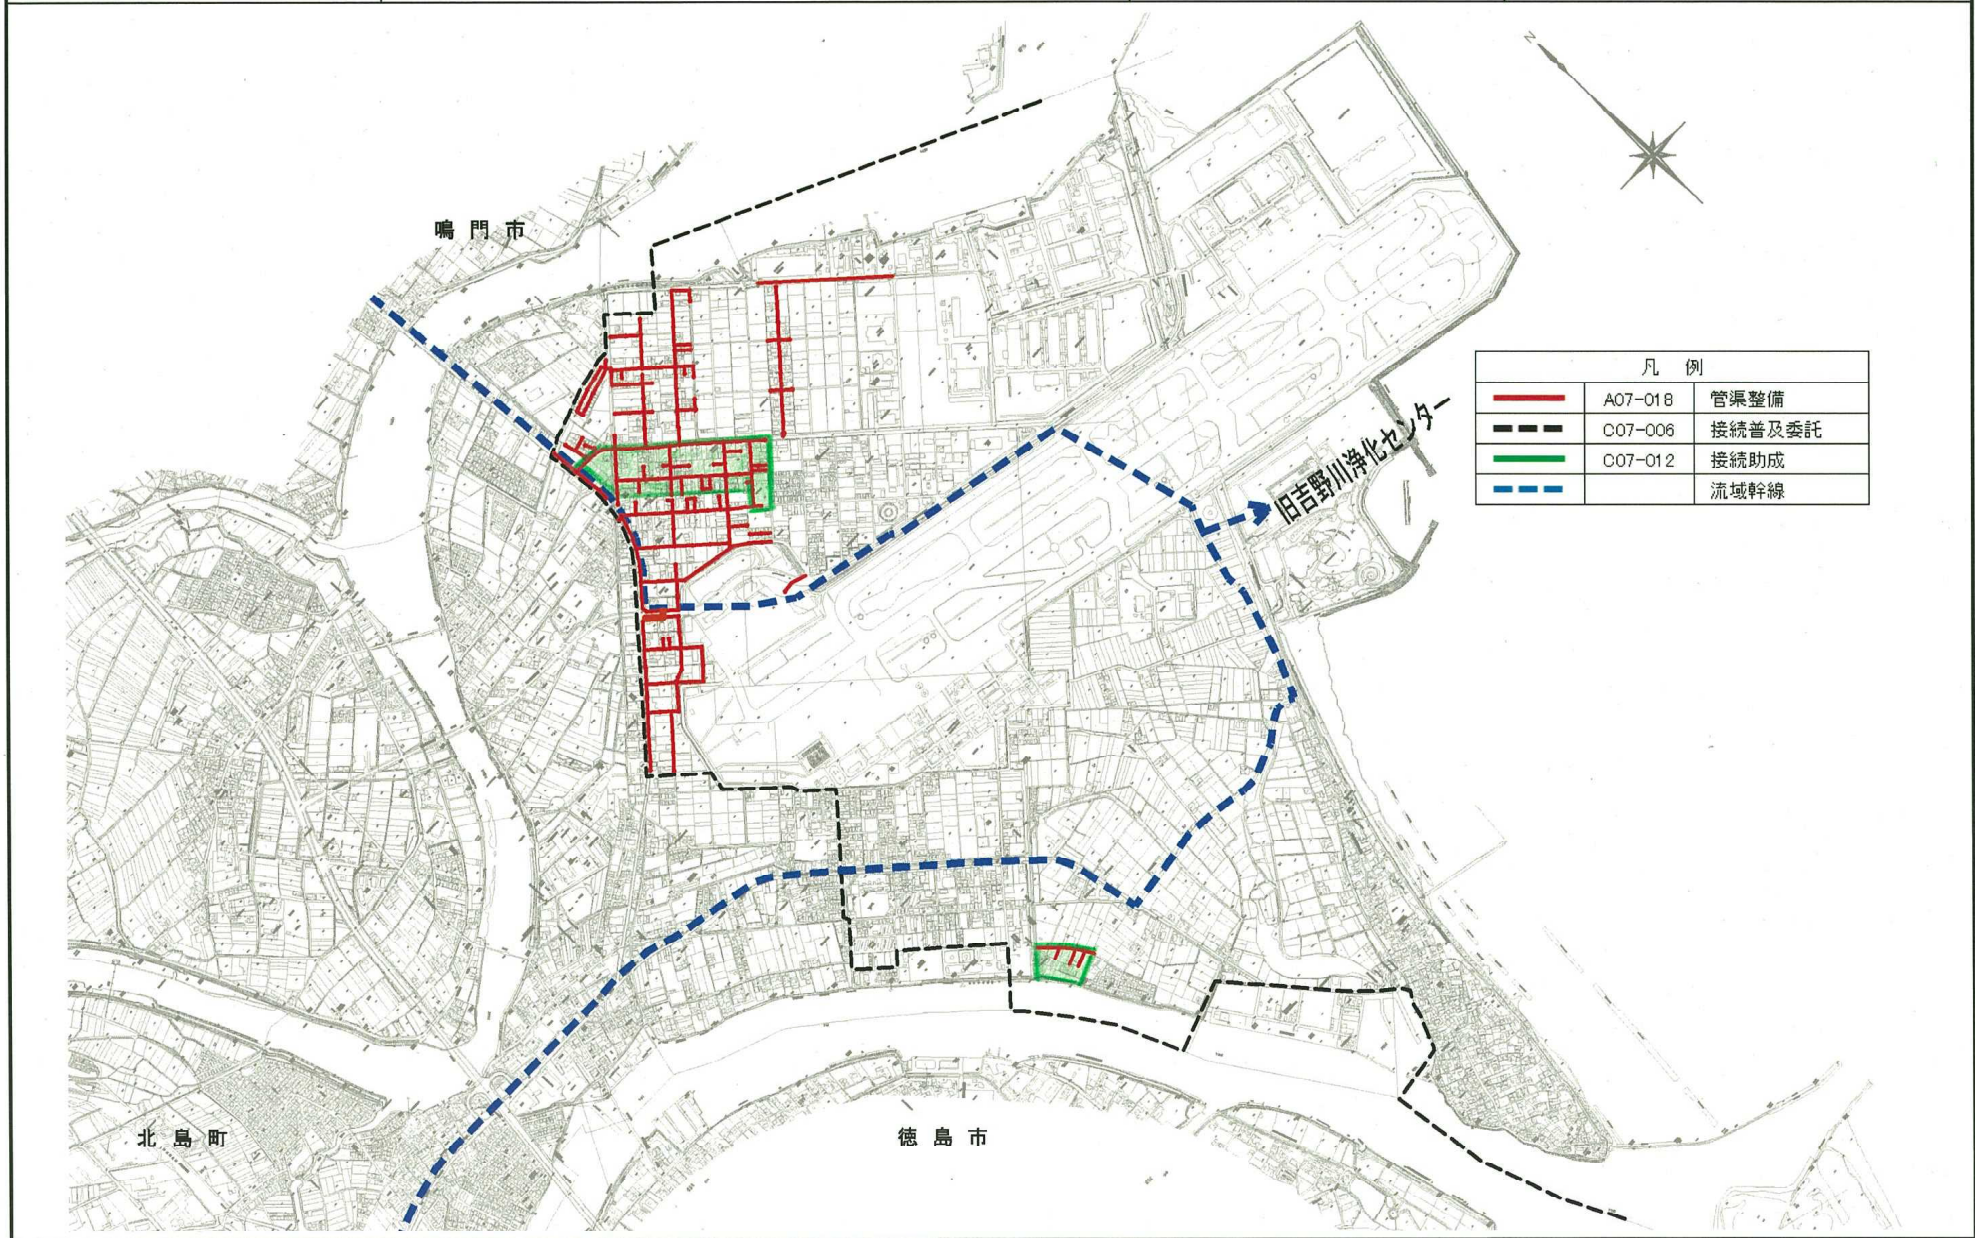 N
鳴門市
凡例
A07-018 管渠整備
C07-006 接続普及委託
C07-012 接続助成
流域幹線
旧吉野川浄化センター
北島町
徳島市